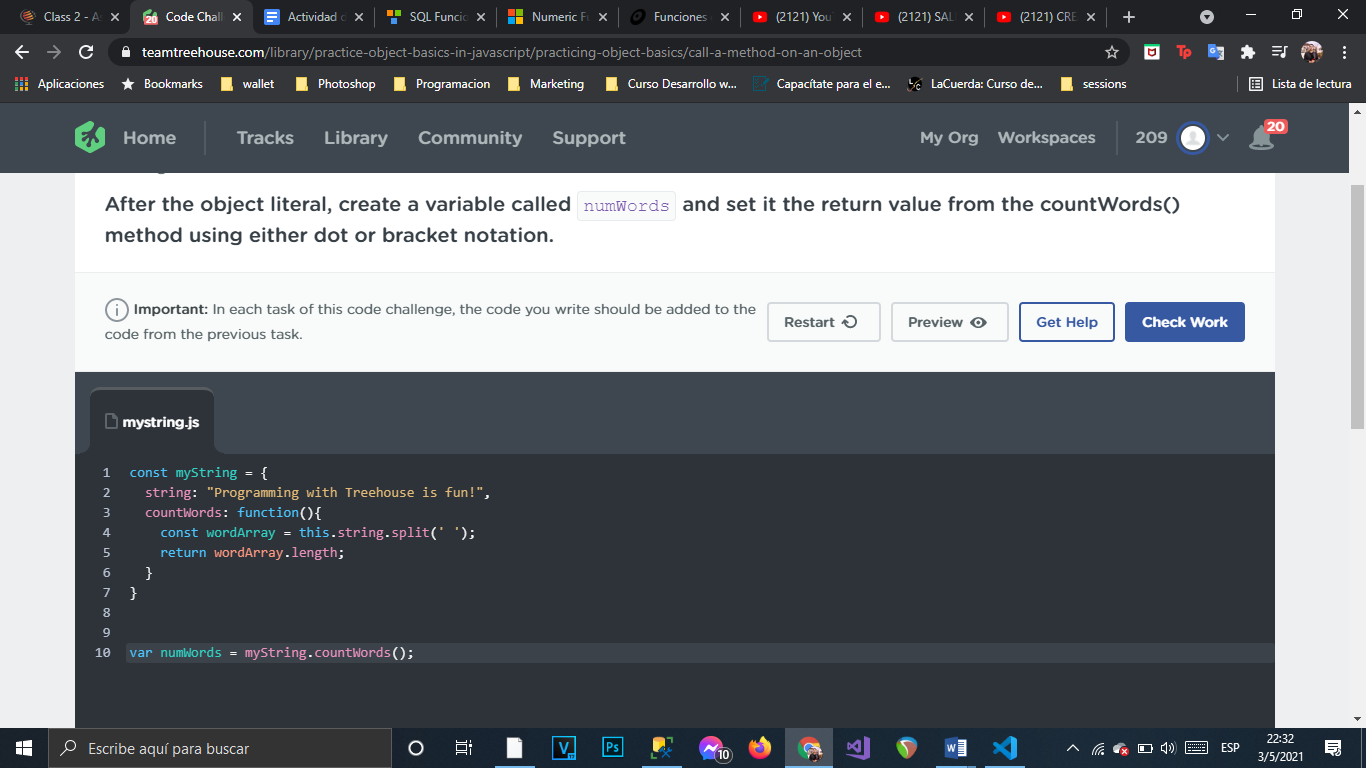 Class 2 - A
Code Chall
Actividad d
SQL Funcio
Numeric Fu
Funciones
(2121) You
(2121) SAL
(2121) CRE
teamtreehouse.com/library/practice-object-basics-in-javascript/practicing-object-basics/call-a-method-on-an-object
Aplicaciones Bookmarks wallet Photoshop Programacion Marketing Curso Desarrollo w... Capacítate para el e... LaCuerda: Curso de... sessions Lista de lectura
Home Tracks Library Community Support My Org Workspaces 209 20
After the object literal, create a variable called numWords and set it the return value from the countWords()
method using either dot or bracket notation.
Important: In each task of this code challenge, the code you write should be added to the
code from the previous task.
Restart Preview Get Help Check Work
mystring.js
1 const myString = {
2 string: "Programming with Treehouse is fun!",
3 countWords: function(){
4 const wordArray = this.string.split(' ');
5 return wordArray.length;
6 }
7 }
8
9
10 var numWords = myString.countWords();
Escribe aquí para buscar
10
ESP
22:32
3/5/2021